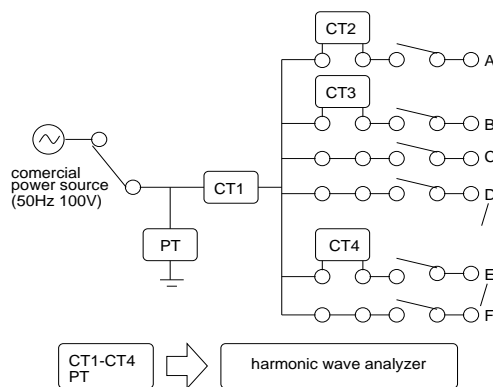 CT2
A
CT3
B
comercial
power source
(50Hz 100V)
C
CT1
D
PT
CT4
E
F
CT1-CT4
PT
harmonic wave analyzer